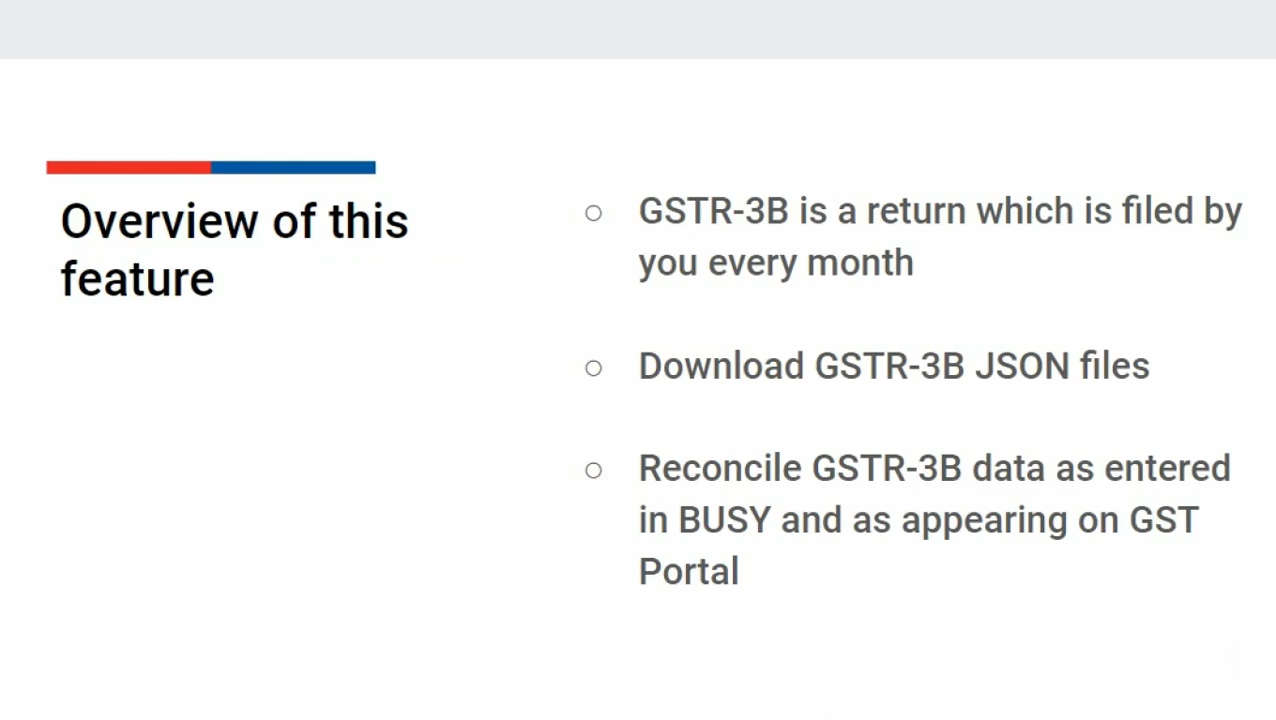 Overview of this
feature
○ GSTR-3B is a return which is filed by
you every month
○ Download GSTR-3B JSON files
○ Reconcile GSTR-3B data as entered
in BUSY and as appearing on GST
Portal